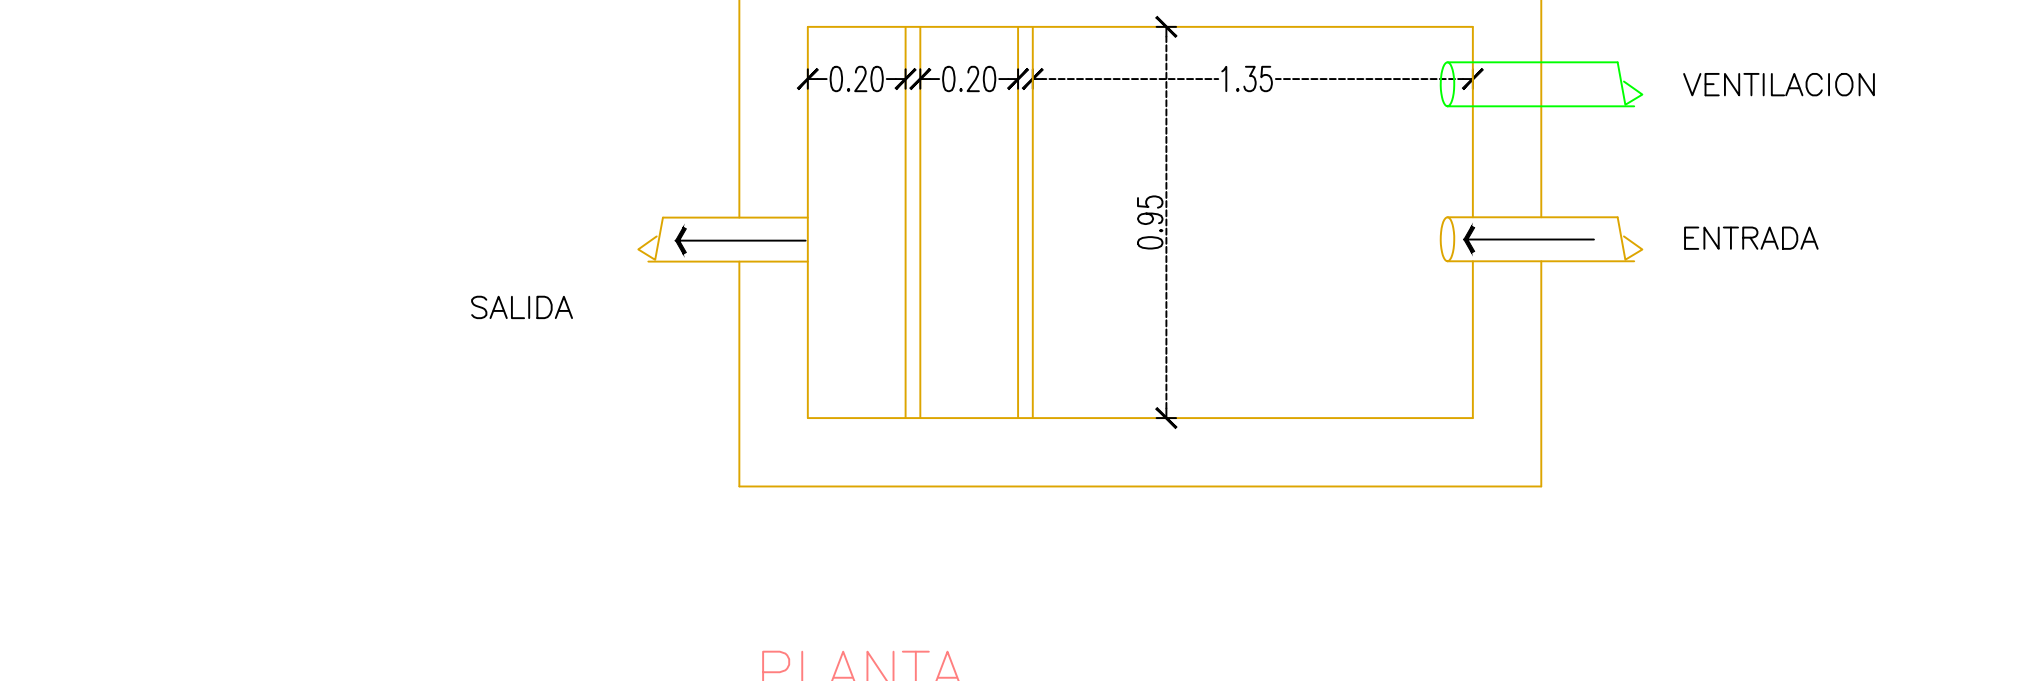 0.20 0.20 1.35
VENTILACION
0.95
ENTRADA
SALIDA
PLANTA